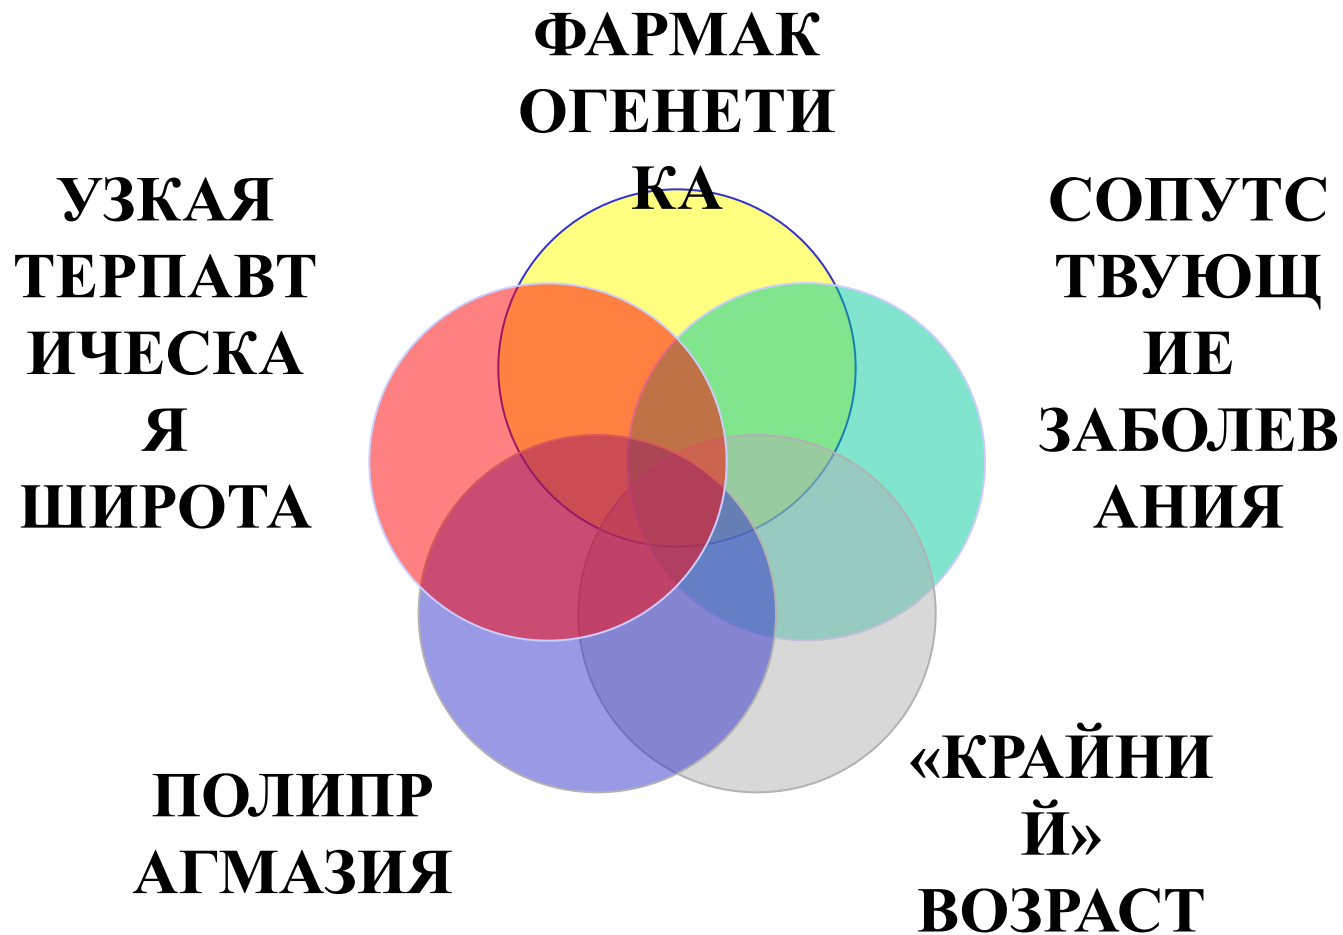 ФАРМАК
ОГЕНЕТИ
КА
СОПУТС
ТВУЮЩ
ИЕ
ЗАБОЛЕВ
АНИЯ
«КРАЙНИ
Й»
ВОЗРАСТ
ПОЛИПР
АГМАЗИЯ
УЗКАЯ
ТЕРПАВТ
ИЧЕСКА
Я
ШИРОТА